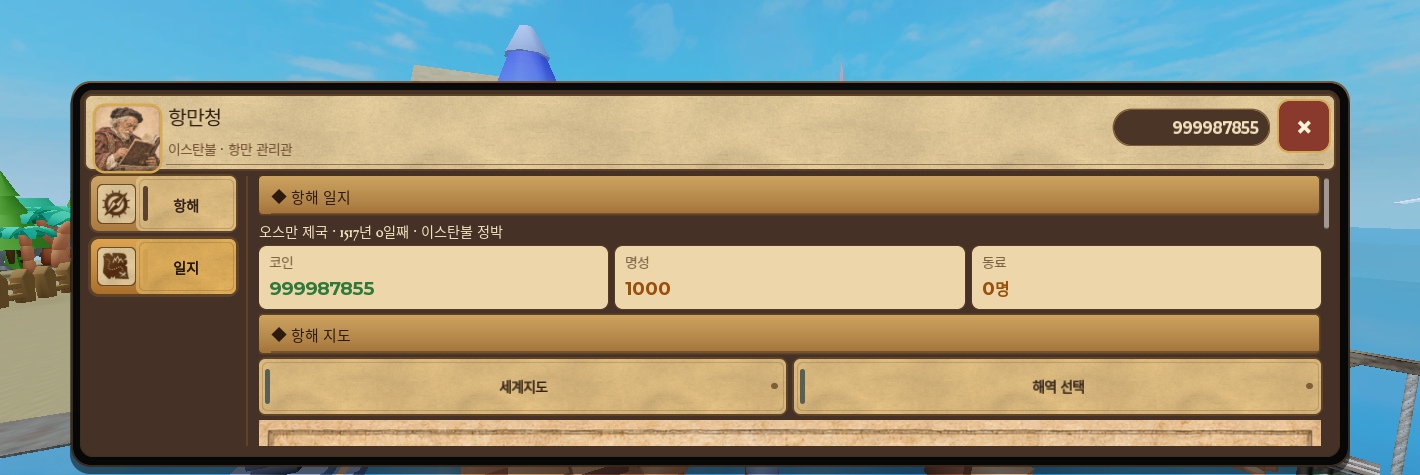 항만청
이스탄불 · 항만 관리관
999987855
×
항해
일지
◆ 항해 일지
오스만 제국 · 1517년 0일째 · 이스탄불 정박
코인
999987855
명성
1000
동료
0명
◆ 항해 지도
세계지도
해역 선택